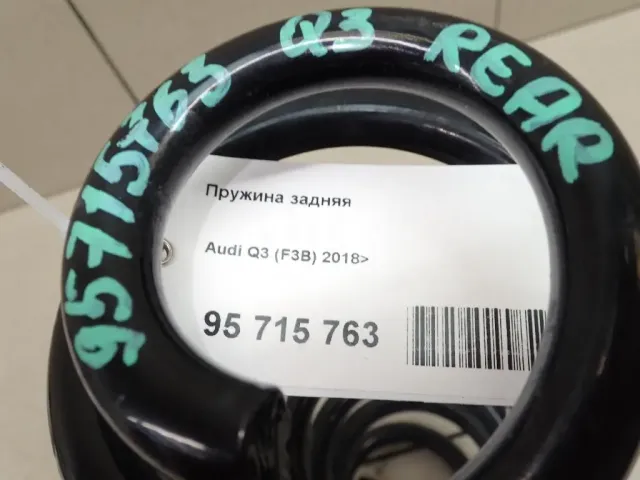 95715763 Q3 REAR
Пружина задняя
Audi Q3 (F3B) 2018>
95 715 763